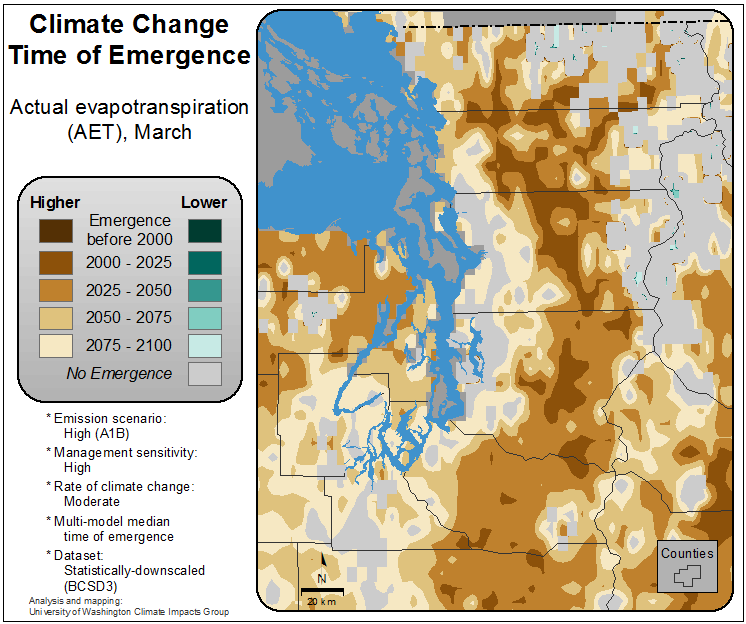 Climate Change
Time of Emergence
Actual evapotranspiration
(AET), March
Higher Lower
Emergence
before 2000
2000 - 2025
2025 - 2050
2050 - 2075
2075 - 2100
No Emergence
* Emission scenario:
High (A1B)
* Management sensitivity:
High
* Rate of climate change:
Moderate
* Multi-model median
time of emergence
* Dataset:
Statistically-downscaled
(BCSD3)
Analysis and mapping:
University of Washington Climate Impacts Group
N
20 km
Counties